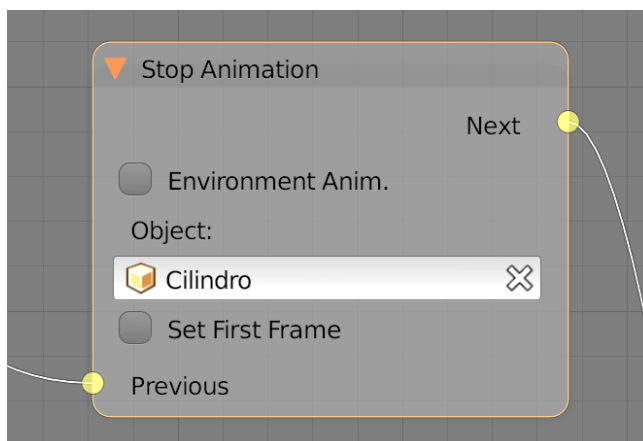 Stop Animation
Next
Environment Anim.
Object:
Cilindro
Set First Frame
Previous